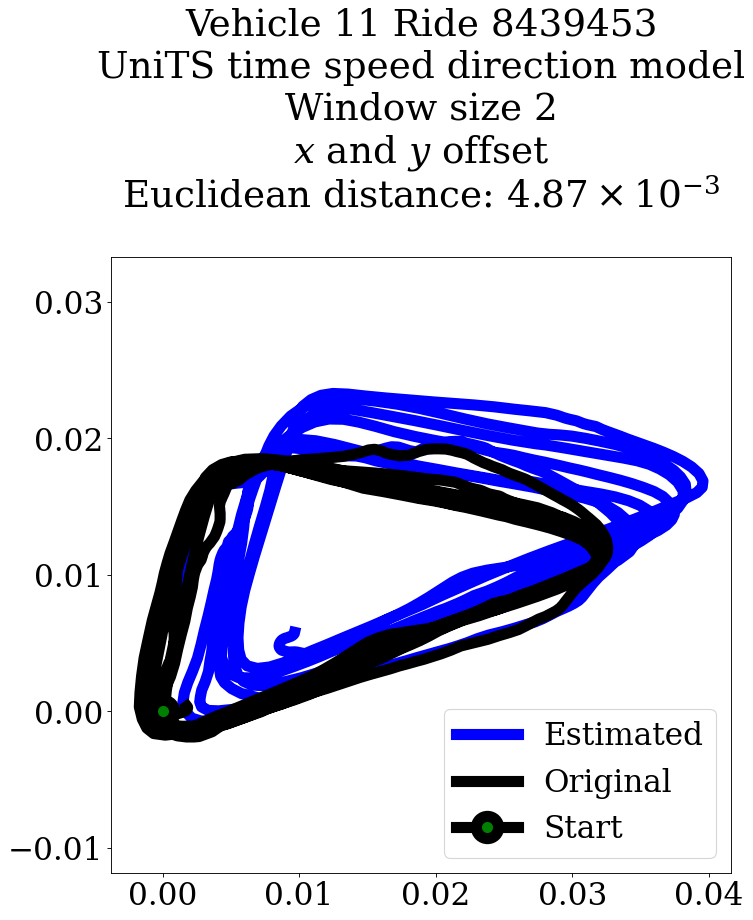 Vehicle 11 Ride 8439453
UniTS time speed direction model
Window size 2
x and y offset
Euclidean distance: 4.87 × 10⁻³
0.03
0.02
0.01
0.00
−0.01
Estimated
Original
Start
0.00 0.01 0.02 0.03 0.04